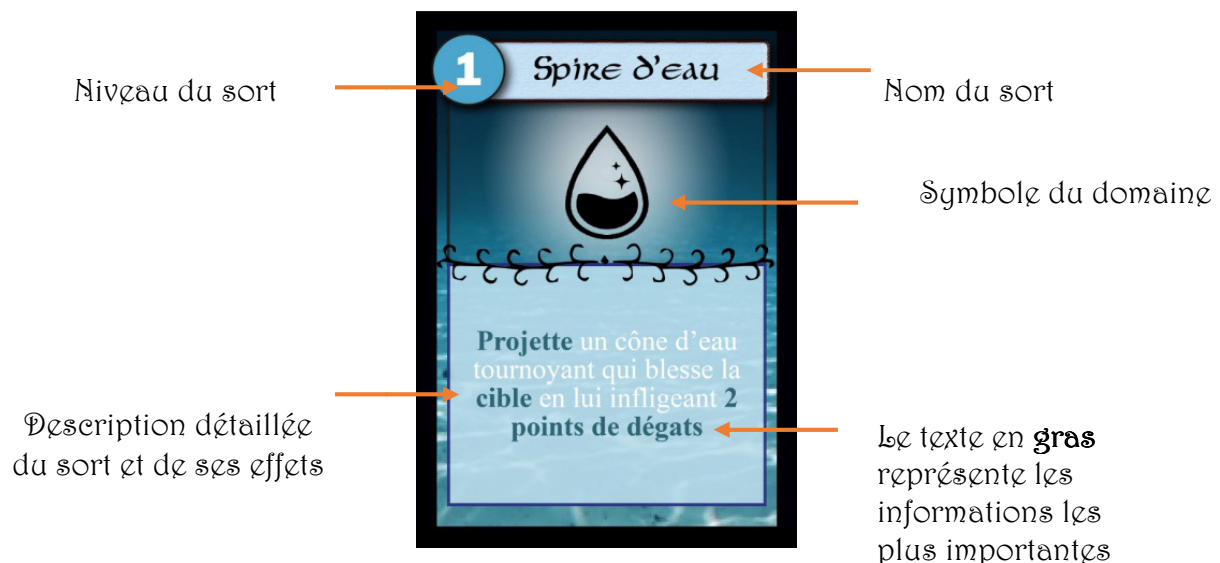 1
Spire d'eau
Niveau du sort
Nom du sort
Symbole du domaine
Projette un cône d'eau
tournoyant qui blesse la
cible en lui infligeant 2
points de dégats
Description détaillée
du sort et de ses effets
Le texte en gras
représente les
informations les
plus importantes